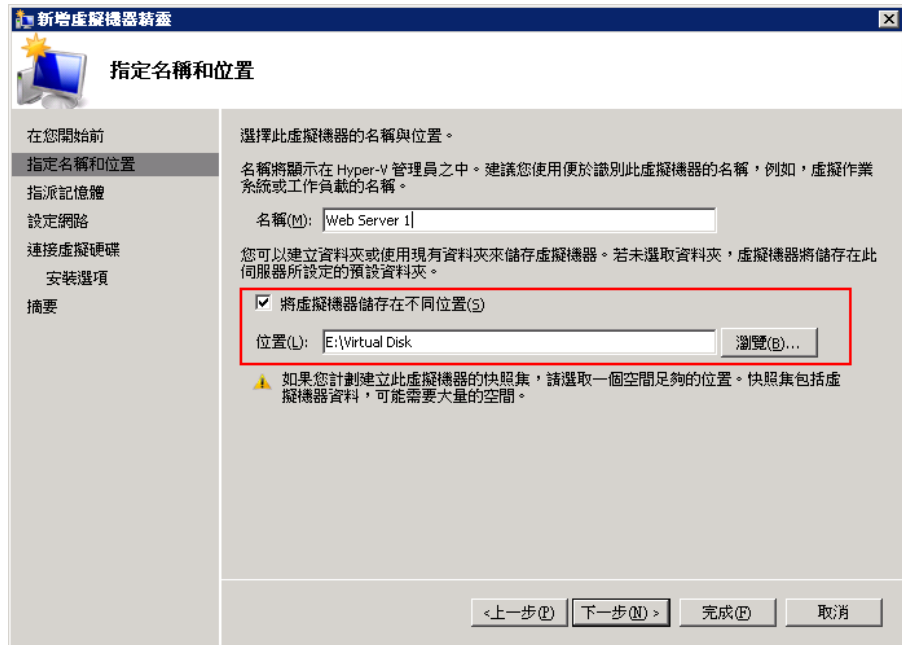 新增虛擬機器精靈
指定名稱和位置
在您開始前
指定名稱和位置
指派記憶體
設定網路
連接虛擬硬碟
安裝選項
摘要
選擇此虛擬機器的名稱與位置。
名稱將顯示在 Hyper-V 管理員之中。建議您使用便於識別此虛擬機器的名稱，例如，虛擬作業
系統或工作負載的名稱。
名稱(M): Web Server 1
您可以建立資料夾或使用現有資料夾來儲存虛擬機器。若未選取資料夾，虛擬機器將儲存在此
伺服器所設定的預設資料夾。
將虛擬機器儲存在不同位置(S)
位置(L): E:\Virtual Disk 瀏覽(B)...
如果您計劃建立此虛擬機器的快照集，請選取一個空間足夠的位置。快照集包括虛
擬機器資料，可能需要大量的空間。
<上一步(P) 下一步(N) > 完成(F) 取消